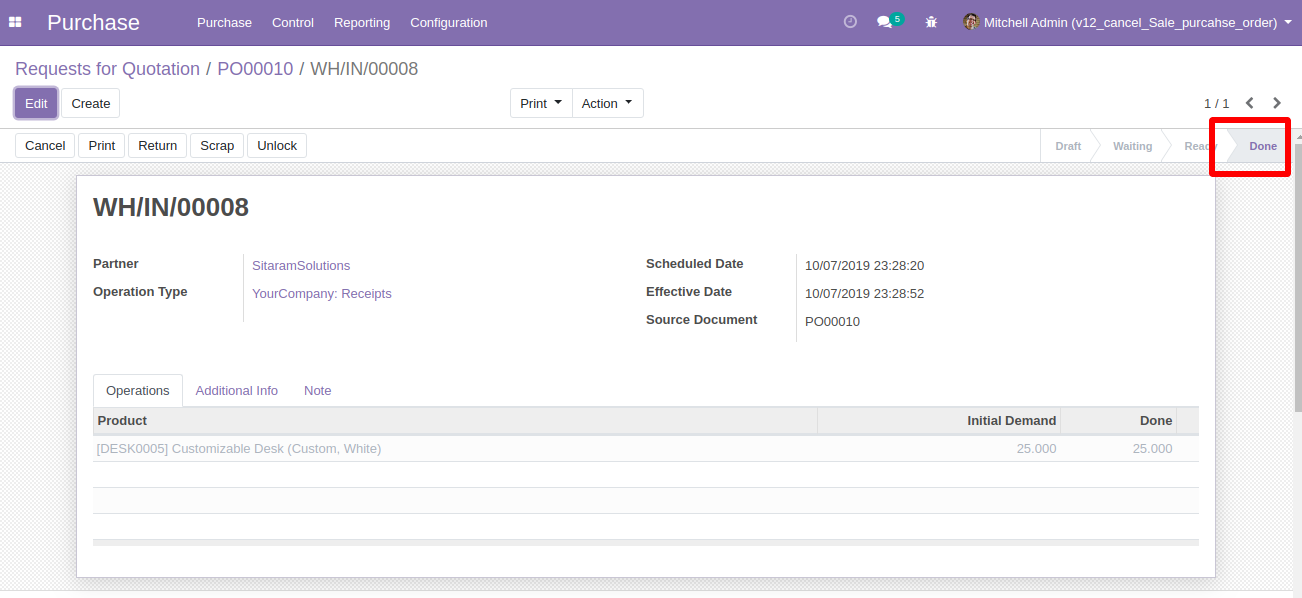 Purchase Purchase Control Reporting Configuration 5 Mitchell Admin (v12_cancel_Sale_purcahse_order)
Requests for Quotation / PO00010 / WH/IN/00008
Edit Create Print Action 1 / 1
Cancel Print Return Scrap Unlock Draft Waiting Ready Done
WH/IN/00008
Partner SitaramSolutions Scheduled Date 10/07/2019 23:28:20
Operation Type YourCompany: Receipts Effective Date 10/07/2019 23:28:52
Source Document PO00010
Operations Additional Info Note
Product Initial Demand Done
[DESK0005] Customizable Desk (Custom, White) 25.000 25.000